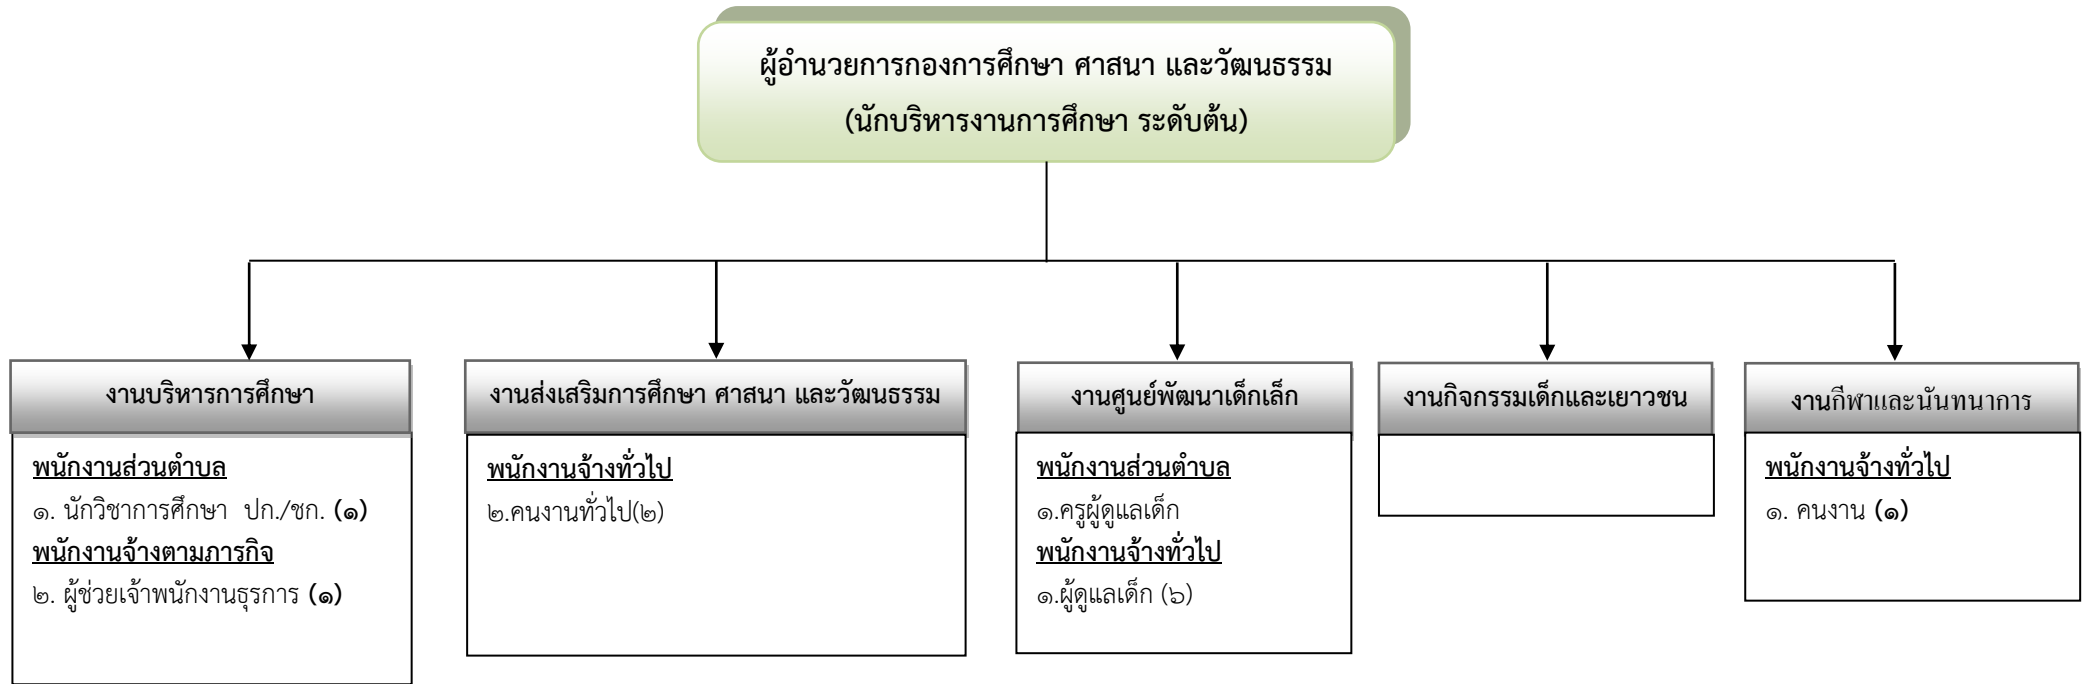 ผู้อำนวยการกองการศึกษา ศาสนา และวัฒนธรรม
(นักบริหารงานการศึกษา ระดับต้น)
งานบริหารการศึกษา
พนักงานส่วนตำบล
๑. นักวิชาการศึกษา ปก./ชก. (๑)
พนักงานจ้างตามภารกิจ
๒. ผู้ช่วยเจ้าพนักงานธุรการ (๑)
งานส่งเสริมการศึกษา ศาสนา และวัฒนธรรม
พนักงานจ้างทั่วไป
๒.คนงานทั่วไป(๒)
งานศูนย์พัฒนาเด็กเล็ก
พนักงานส่วนตำบล
๑.ครูผู้ดูแลเด็ก
พนักงานจ้างทั่วไป
๑.ผู้ดูแลเด็ก (๖)
งานกิจกรรมเด็กและเยาวชน
งานกีฬาและนันทนาการ
พนักงานจ้างทั่วไป
๑. คนงาน (๑)